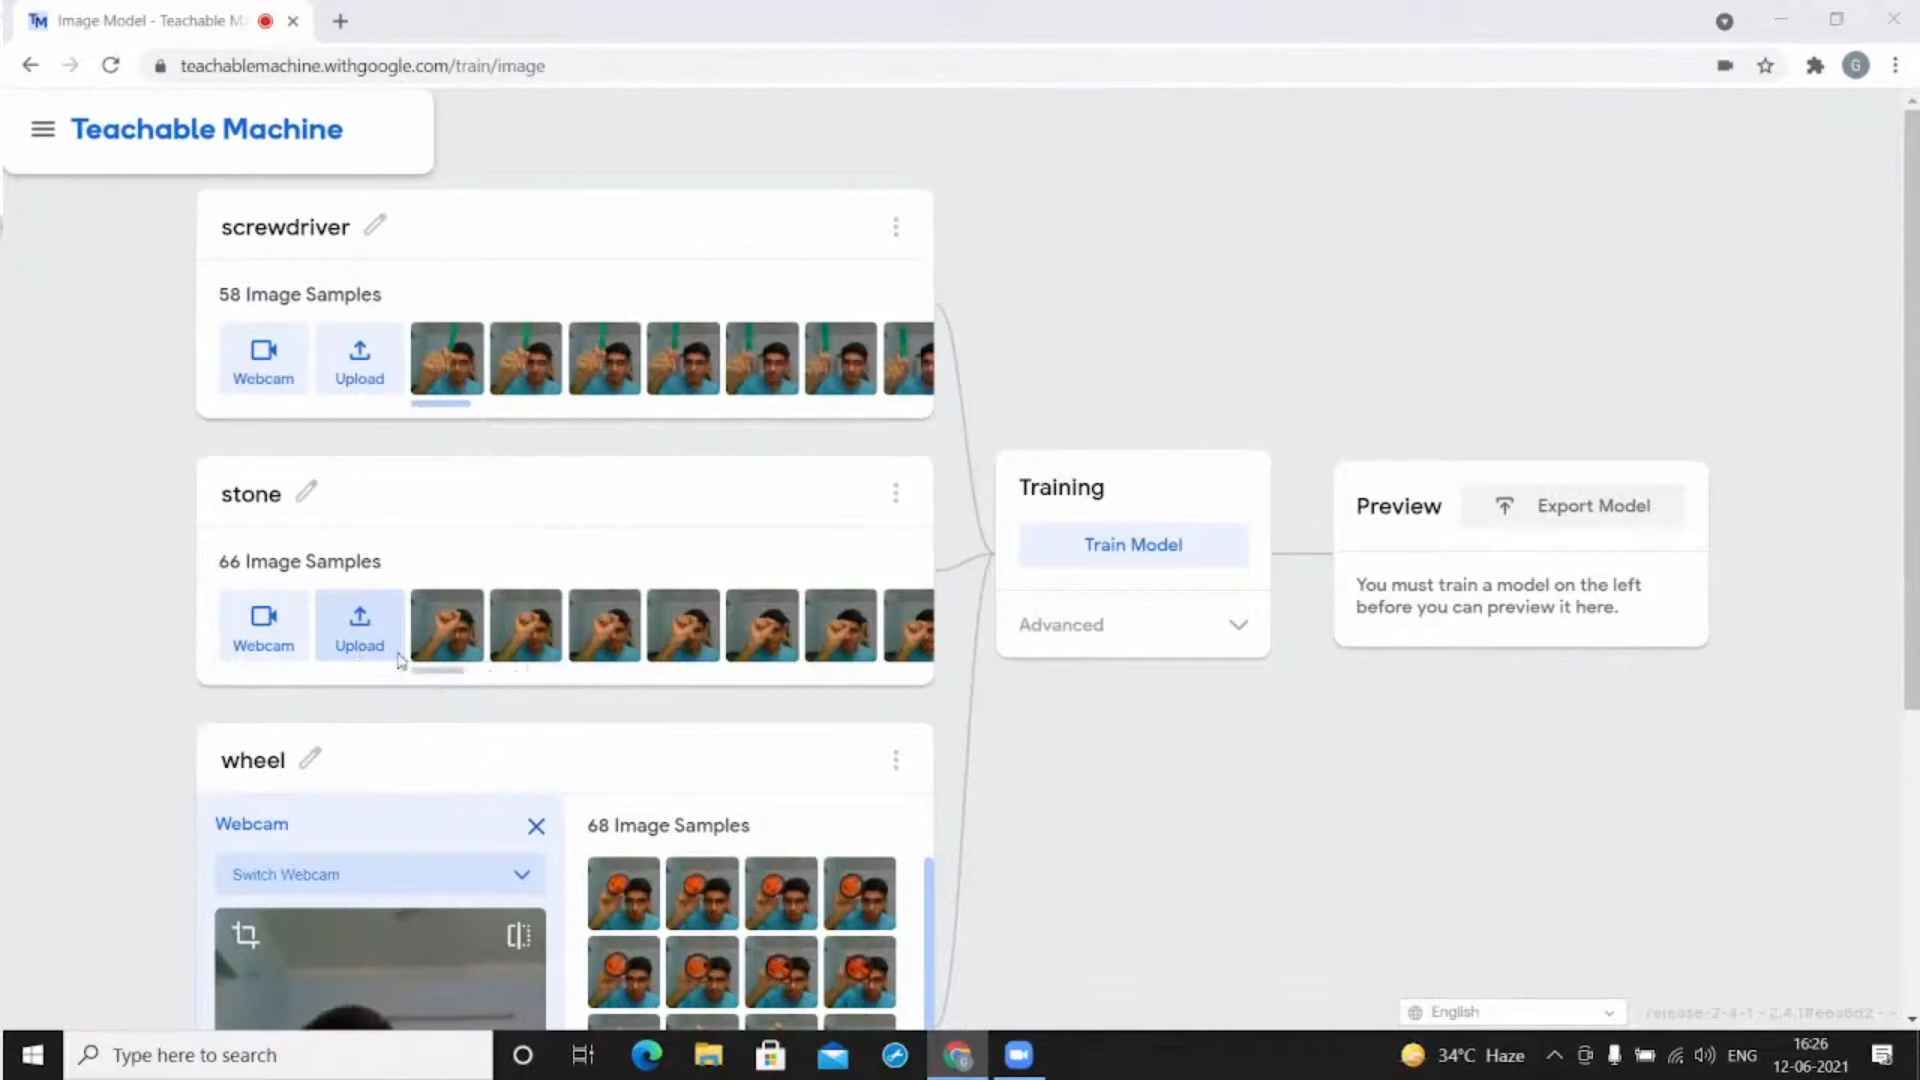 TM Image Model - Teachable Ma
teachablemachine.withgoogle.com/train/image
G
Teachable Machine
screwdriver
58 Image Samples
Webcam
Upload
stone
66 Image Samples
Webcam
Upload
Training
Train Model
Advanced
Preview
Export Model
You must train a model on the left
before you can preview it here.
wheel
Webcam
Switch Webcam
68 Image Samples
English
Type here to search
34°C Haze
ENG
16:26
12-06-2021